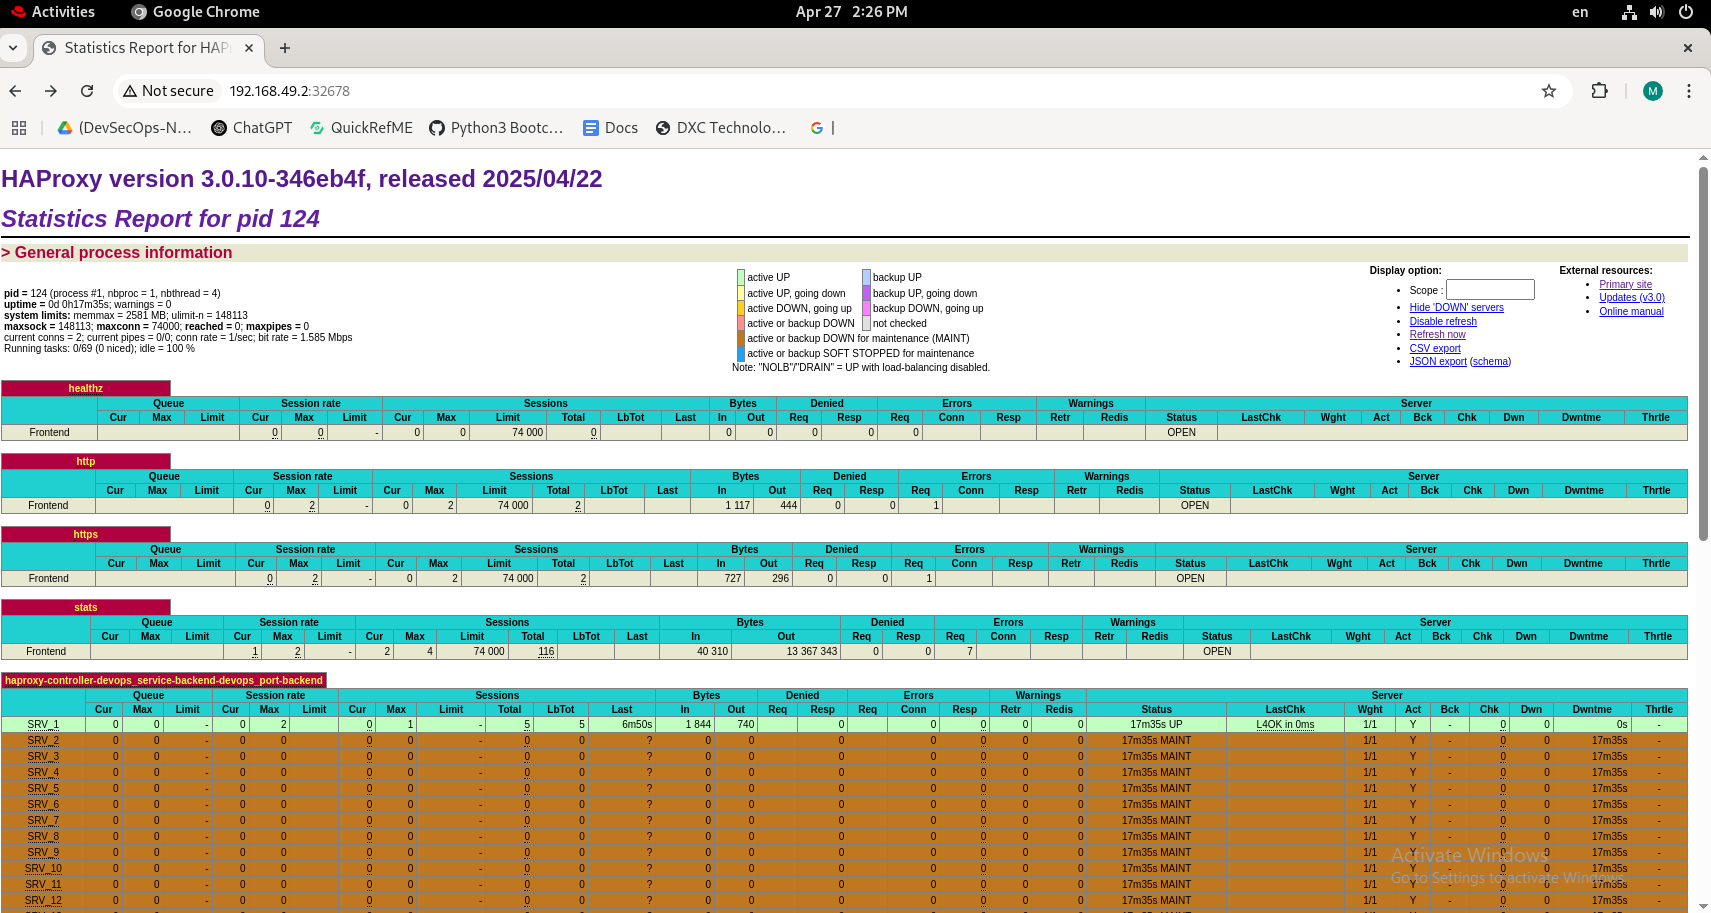 Activities Google Chrome Apr 27 2:26 PM en
Statistics Report for HAP
Not secure 192.168.49.2:32678 M
(DevSecOps-N… ChatGPT QuickRefME Python3 Bootc… Docs DXC Technolo… |
HAProxy version 3.0.10-346eb4f, released 2025/04/22
Statistics Report for pid 124
> General process information
pid = 124 (process #1, nbproc = 1, nbthread = 4)
uptime = 0d 0h17m35s; warnings = 0
system limits: memmax = 2581 MB; ulimit-n = 148113
maxsock = 148113; maxconn = 74000; reached = 0; maxpipes = 0
current conns = 2; current pipes = 0/0; conn rate = 1/sec; bit rate = 1.585 Mbps
Running tasks: 0/69 (0 niced); idle = 100 %
active UP backup UP
active UP, going down backup UP, going down
active DOWN, going up backup DOWN, going up
active or backup DOWN not checked
active or backup DOWN for maintenance (MAINT)
active or backup SOFT STOPPED for maintenance
Note: "NOLB"/"DRAIN" = UP with load-balancing disabled.
Display option:
Scope :
Hide 'DOWN' servers
Disable refresh
Refresh now
CSV export
JSON export (schema)
External resources:
Primary site
Updates (v3.0)
Online manual
healthz
Queue Session rate Sessions Bytes Denied Errors Warnings Server
Cur Max Limit Cur Max Limit Cur Max Limit Total LbTot Last In Out Req Resp Req Conn Resp Retr Redis Status LastChk Wght Act Bck Chk Dwn Dwntme Thrtle
Frontend 0 0 - 0 0 74 000 0 0 0 0 0 0 OPEN
http
Queue Session rate Sessions Bytes Denied Errors Warnings Server
Cur Max Limit Cur Max Limit Cur Max Limit Total LbTot Last In Out Req Resp Req Conn Resp Retr Redis Status LastChk Wght Act Bck Chk Dwn Dwntme Thrtle
Frontend 0 2 - 0 2 74 000 2 1 117 444 0 0 1 OPEN
https
Queue Session rate Sessions Bytes Denied Errors Warnings Server
Cur Max Limit Cur Max Limit Cur Max Limit Total LbTot Last In Out Req Resp Req Conn Resp Retr Redis Status LastChk Wght Act Bck Chk Dwn Dwntme Thrtle
Frontend 0 2 - 0 2 74 000 2 727 296 0 0 1 OPEN
stats
Queue Session rate Sessions Bytes Denied Errors Warnings Server
Cur Max Limit Cur Max Limit Cur Max Limit Total LbTot Last In Out Req Resp Req Conn Resp Retr Redis Status LastChk Wght Act Bck Chk Dwn Dwntme Thrtle
Frontend 1 2 - 2 4 74 000 116 40 310 13 367 343 0 0 7 OPEN
haproxy-controller-devops_service-backend-devops_port-backend
Queue Session rate Sessions Bytes Denied Errors Warnings Server
Cur Max Limit Cur Max Limit Cur Max Limit Total LbTot Last In Out Req Resp Req Conn Resp Retr Redis Status LastChk Wght Act Bck Chk Dwn Dwntme Thrtle
SRV_1 0 0 - 0 2 0 1 - 5 5 6m50s 1 844 740 0 0 0 0 0 17m35s UP L4OK in 0ms 1/1 Y - 0 0 0s -
SRV_2 0 0 - 0 0 0 0 - 0 0 ? 0 0 0 0 0 0 0 17m35s MAINT 1/1 Y - 0 0 17m35s -
SRV_3 0 0 - 0 0 0 0 - 0 0 ? 0 0 0 0 0 0 0 17m35s MAINT 1/1 Y - 0 0 17m35s -
SRV_4 0 0 - 0 0 0 0 - 0 0 ? 0 0 0 0 0 0 0 17m35s MAINT 1/1 Y - 0 0 17m35s -
SRV_5 0 0 - 0 0 0 0 - 0 0 ? 0 0 0 0 0 0 0 17m35s MAINT 1/1 Y - 0 0 17m35s -
SRV_6 0 0 - 0 0 0 0 - 0 0 ? 0 0 0 0 0 0 0 17m35s MAINT 1/1 Y - 0 0 17m35s -
SRV_7 0 0 - 0 0 0 0 - 0 0 ? 0 0 0 0 0 0 0 17m35s MAINT 1/1 Y - 0 0 17m35s -
SRV_8 0 0 - 0 0 0 0 - 0 0 ? 0 0 0 0 0 0 0 17m35s MAINT 1/1 Y - 0 0 17m35s -
SRV_9 0 0 - 0 0 0 0 - 0 0 ? 0 0 0 0 0 0 0 17m35s MAINT 1/1 Y - 0 0 17m35s -
SRV_10 0 0 - 0 0 0 0 - 0 0 ? 0 0 0 0 0 0 0 17m35s MAINT 1/1 Y - 0 0 17m35s -
SRV_11 0 0 - 0 0 0 0 - 0 0 ? 0 0 0 0 0 0 0 17m35s MAINT 1/1 Y - 0 0 17m35s -
SRV_12 0 0 - 0 0 0 0 - 0 0 ? 0 0 0 0 0 0 0 17m35s MAINT 1/1 Y - 0 0 17m35s -
Activate Windows
Go to Settings to activate Windows.